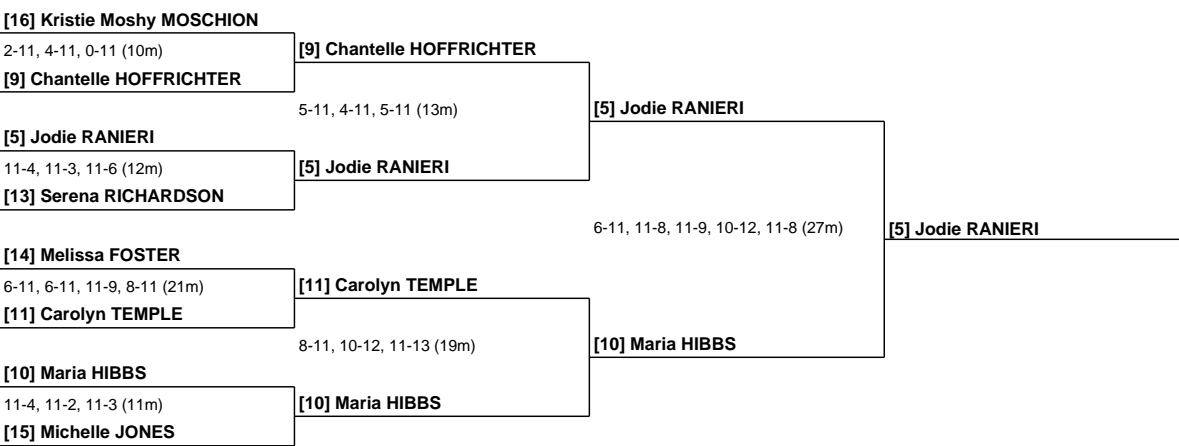 [16] Kristie Moshy MOSCHION
2-11, 4-11, 0-11 (10m)
[9] Chantelle HOFFRICHTER
[9] Chantelle HOFFRICHTER
5-11, 4-11, 5-11 (13m)
[5] Jodie RANIERI
[5] Jodie RANIERI
11-4, 11-3, 11-6 (12m)
[5] Jodie RANIERI
[13] Serena RICHARDSON
6-11, 11-8, 11-9, 10-12, 11-8 (27m)
[5] Jodie RANIERI
[14] Melissa FOSTER
6-11, 6-11, 11-9, 8-11 (21m)
[11] Carolyn TEMPLE
[11] Carolyn TEMPLE
8-11, 10-12, 11-13 (19m)
[10] Maria HIBBS
[10] Maria HIBBS
11-4, 11-2, 11-3 (11m)
[10] Maria HIBBS
[15] Michelle JONES